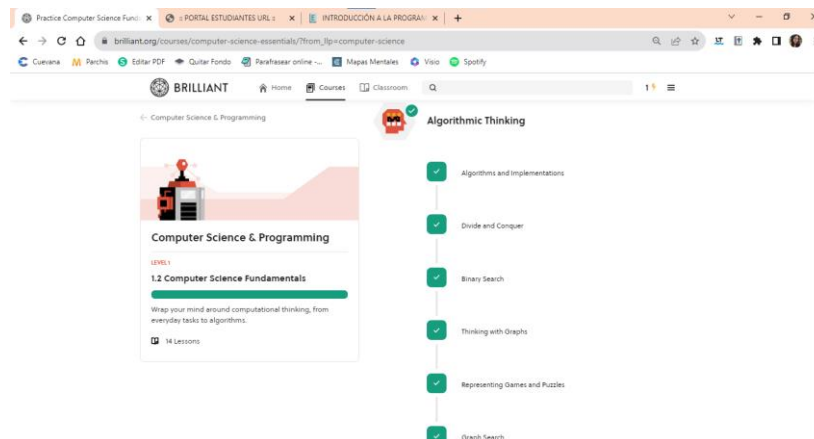 Practice Computer Science Fund
:: PORTAL ESTUDIANTES URL ::
INTRODUCCIÓN A LA PROGRAM
brilliant.org/courses/computer-science-essentials/?from_llp=computer-science
Cuevana
Parchis
Editar PDF
Quitar Fondo
Parafrasear online -...
Mapas Mentales
Visio
Spotify
BRILLIANT
Home
Courses
Classroom
1
Computer Science & Programming
Algorithmic Thinking
Computer Science & Programming
LEVEL 1
1.2 Computer Science Fundamentals
Wrap your mind around computational thinking, from
everyday tasks to algorithms.
14 Lessons
Algorithms and Implementations
Divide and Conquer
Binary Search
Thinking with Graphs
Representing Games and Puzzles
Graph Search